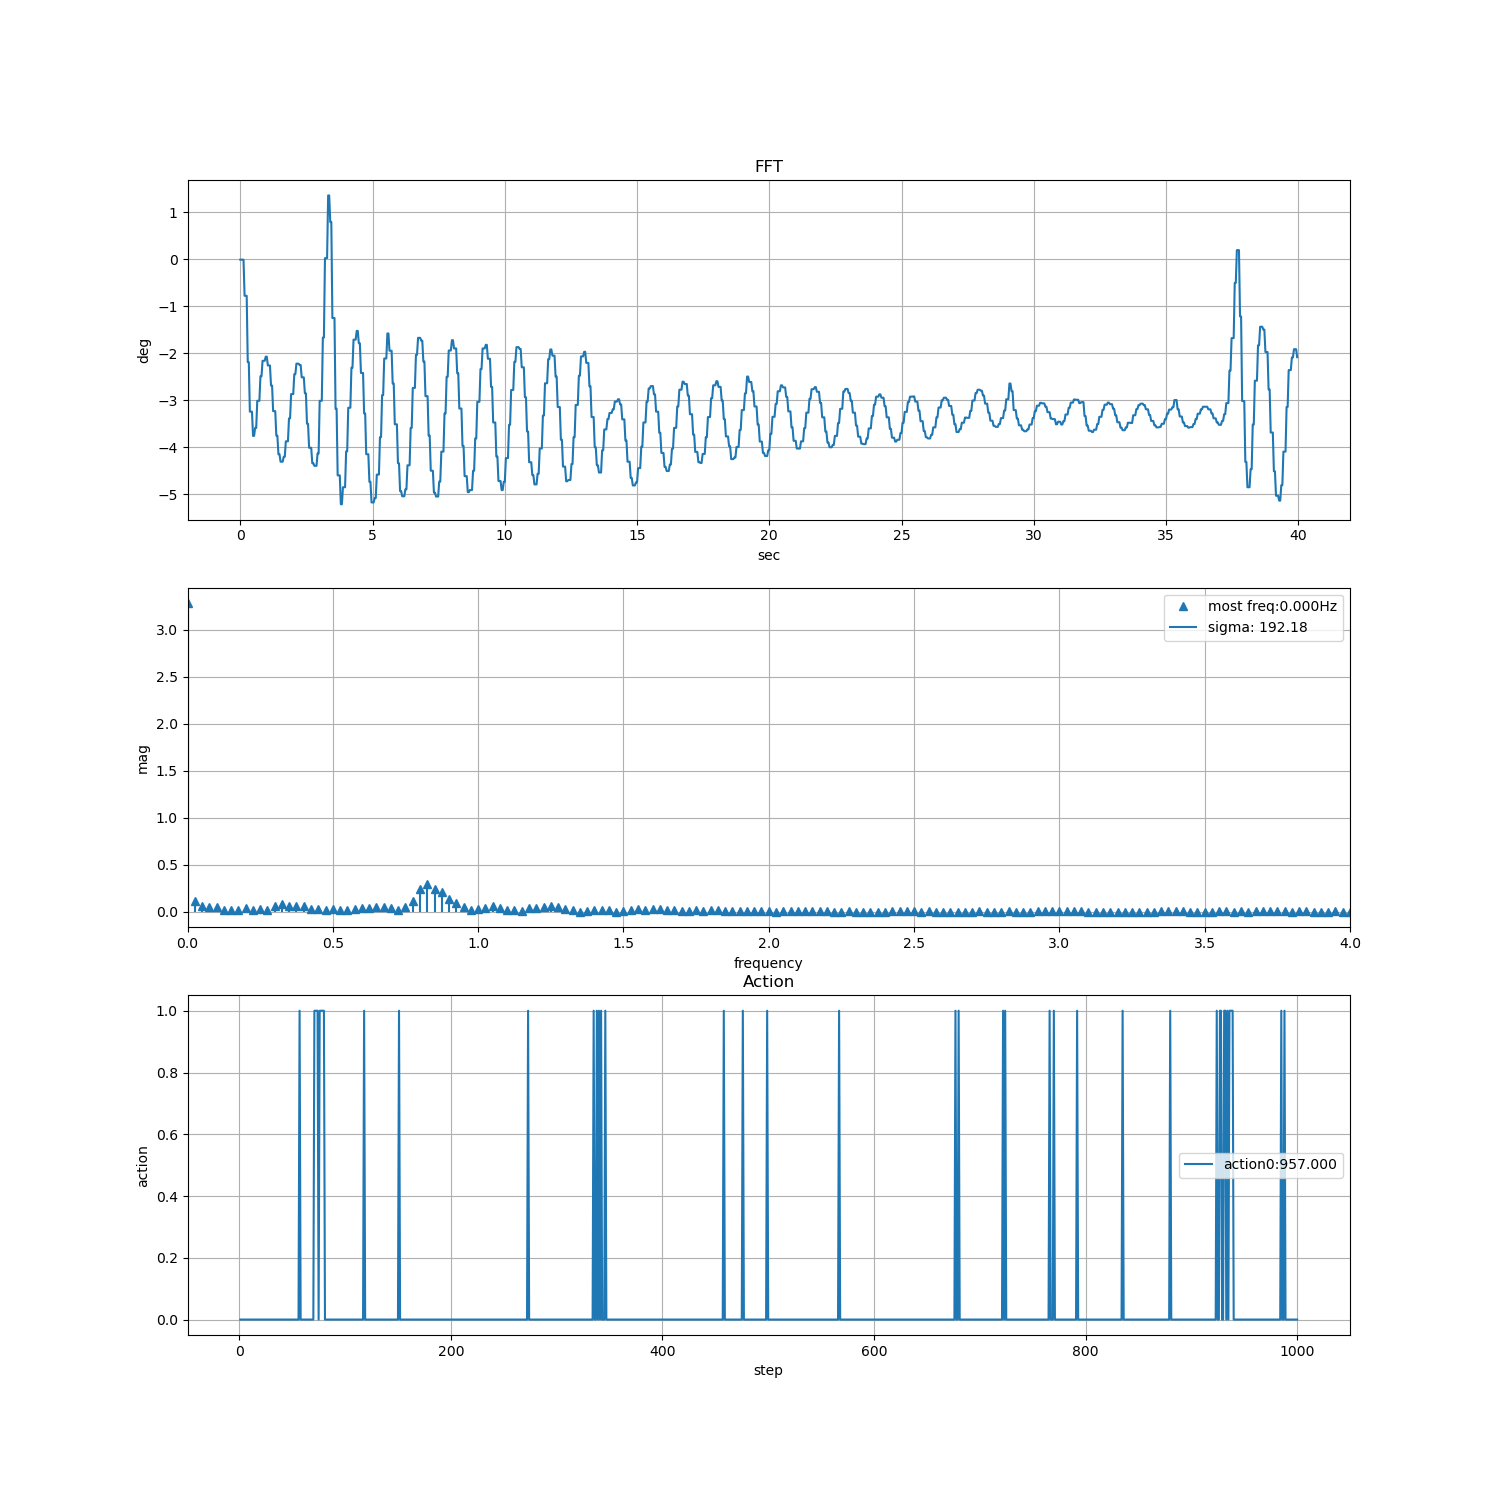 FFT
1
0
−1
−2
−3
−4
−5
deg
0 5 10 15 20 25 30 35 40
sec
most freq:0.000Hz
sigma: 192.18
3.0
2.5
2.0
1.5
1.0
0.5
0.0
mag
0.0 0.5 1.0 1.5 2.0 2.5 3.0 3.5 4.0
frequency
Action
1.0
0.8
0.6
0.4
0.2
0.0
action
action0:957.000
0 200 400 600 800 1000
step